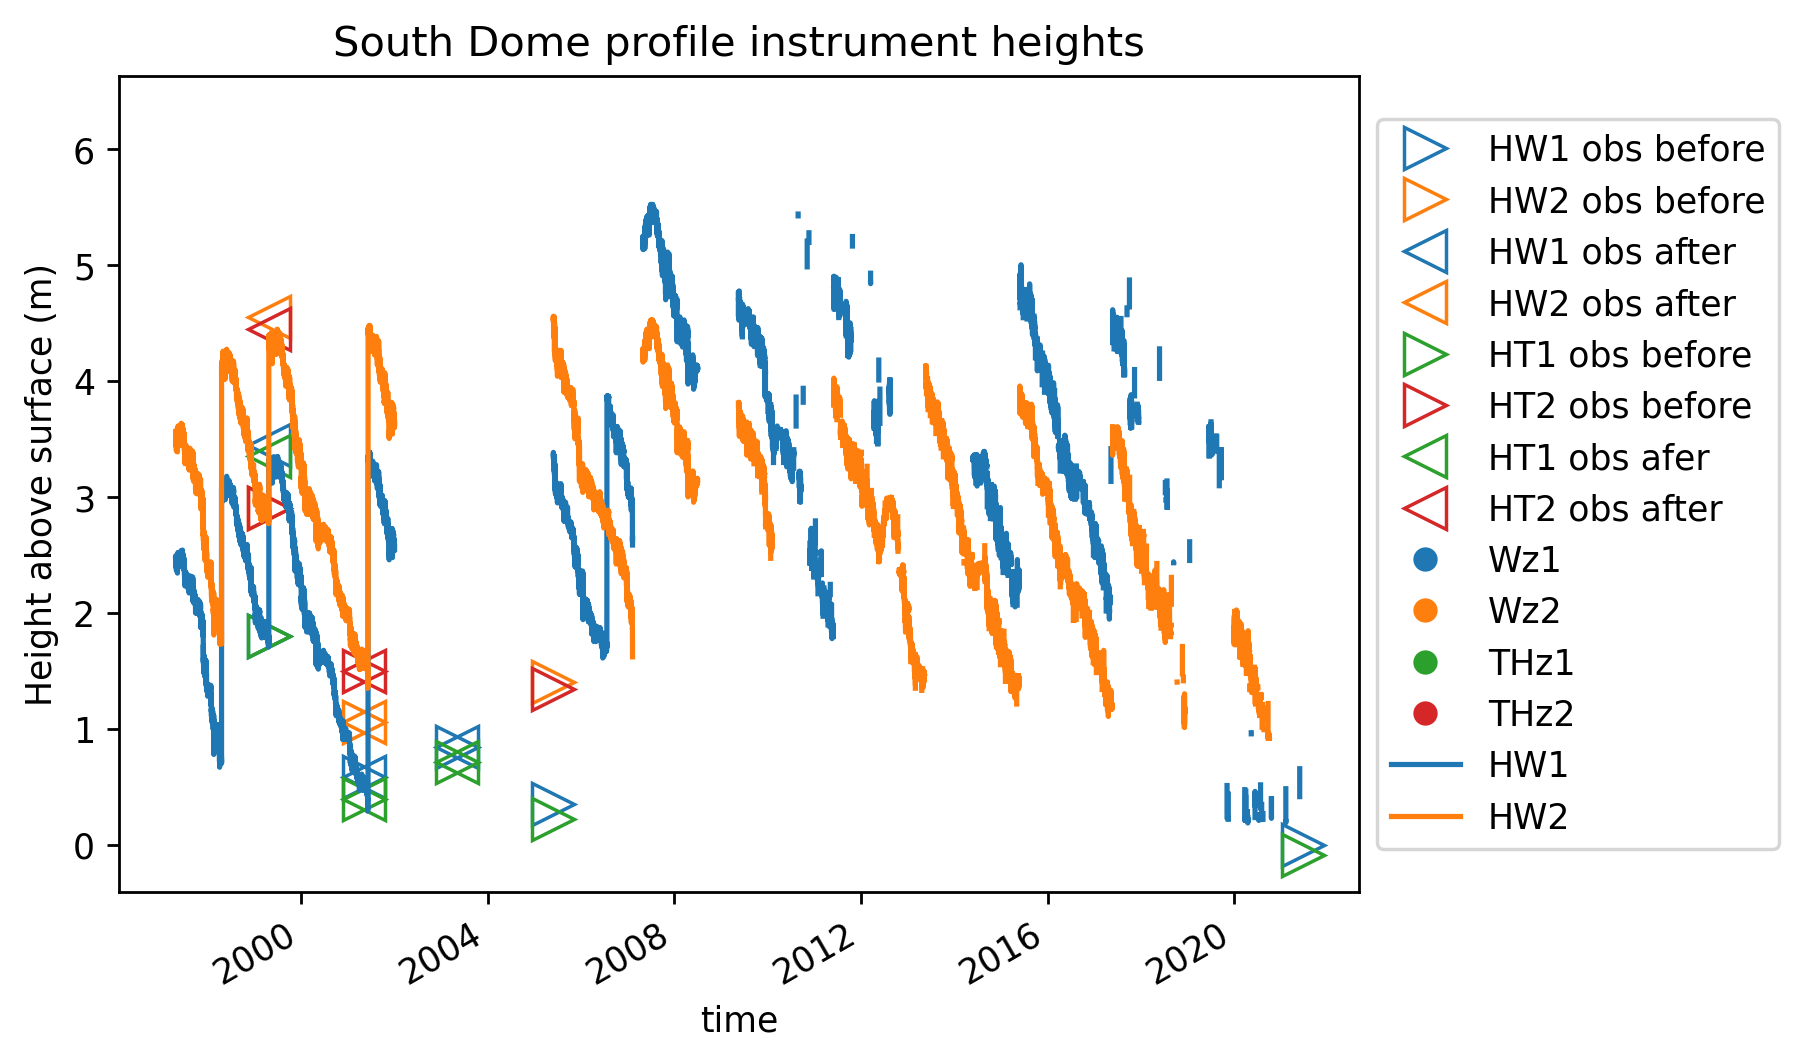 South Dome profile instrument heights
Height above surface (m)
6
5
4
3
2
1
0
2000
2004
2008
2012
2016
2020
time
HW1 obs before
HW2 obs before
HW1 obs after
HW2 obs after
HT1 obs before
HT2 obs before
HT1 obs afer
HT2 obs after
Wz1
Wz2
THz1
THz2
HW1
HW2